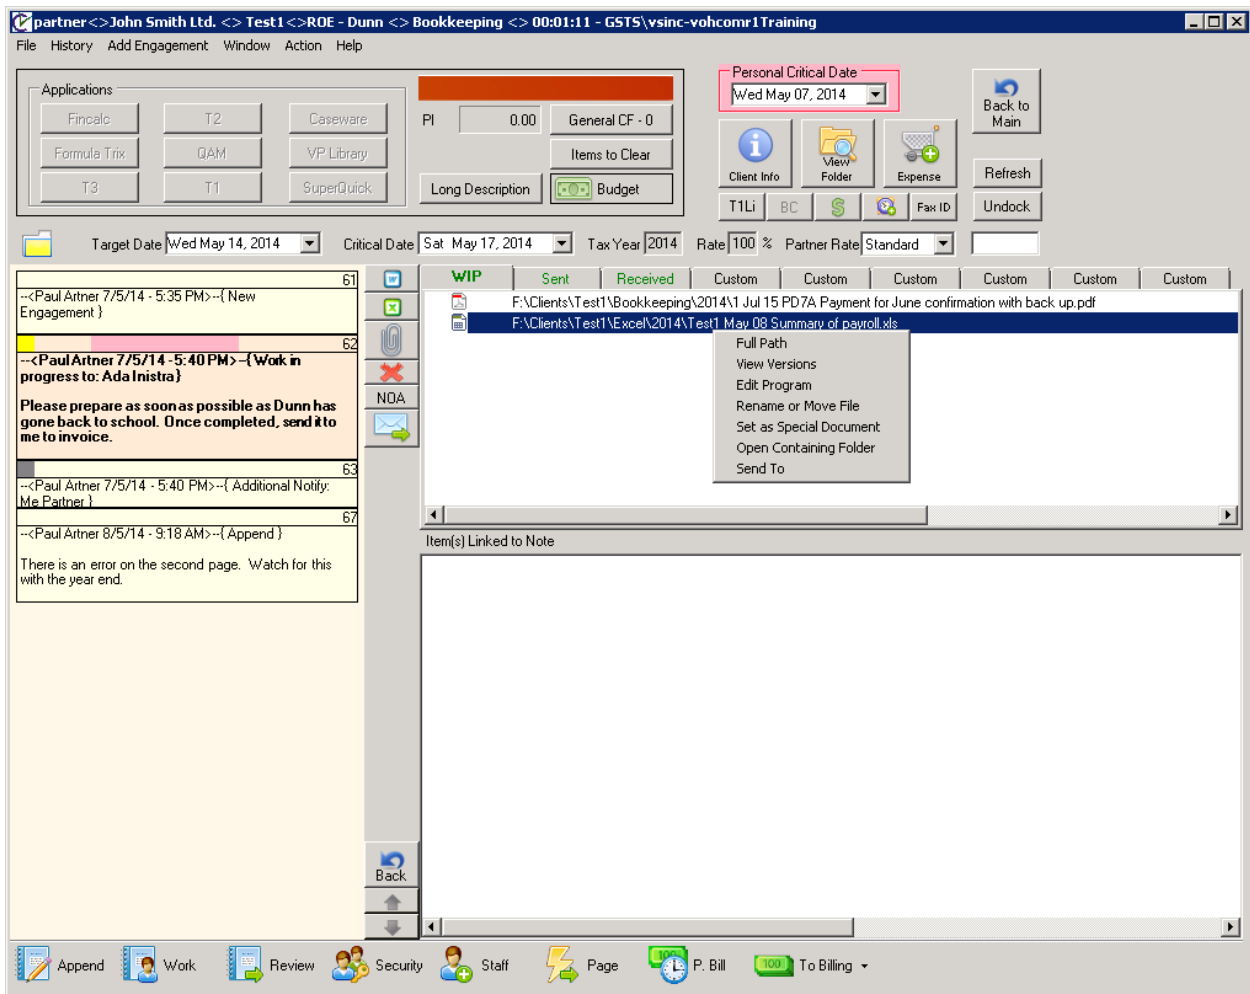 partner<>John Smith Ltd. <> Test1<>ROE - Dunn <> Bookkeeping <> 00:01:11 - GSTS\vsinc-vohcomr1Training
File History Add Engagement Window Action Help
Applications
Fincalc T2 Caseware
Formula Trix QAM VP Library
T3 T1 SuperQuick
PI 0.00 General CF - 0
Items to Clear
Long Description Budget
Personal Critical Date
Wed May 07, 2014
Back to
Main
Client Info
View
Folder
Expense
Refresh
T1Li BC $ Fax ID Undock
Target Date Wed May 14, 2014 Critical Date Sat May 17, 2014 Tax Year 2014 Rate 100 % Partner Rate Standard
61
--<Paul Artner 7/5/14 - 5:35 PM>--{ New
Engagement }
62
--<Paul Artner 7/5/14 - 5:40 PM>--{Work in
progress to: Ada Inistra}
Please prepare as soon as possible as Dunn has
gone back to school. Once completed, send it to
me to invoice.
63
--<Paul Artner 7/5/14 - 5:40 PM>--{ Additional Notify:
Me Partner }
67
--<Paul Artner 8/5/14 - 9:18 AM>--{ Append }
There is an error on the second page. Watch for this
with the year end.
NOA
Back
WIP Sent Received Custom Custom Custom Custom Custom Custom
F:\Clients\Test1\Bookkeeping\2014\1 Jul 15 PD7A Payment for June confirmation with back up.pdf
F:\Clients\Test1\Excel\2014\Test1 May 08 Summary of payroll.xls
Full Path
View Versions
Edit Program
Rename or Move File
Set as Special Document
Open Containing Folder
Send To
Item(s) Linked to Note
Append Work Review Security Staff Page 100 P. Bill 100 To Billing